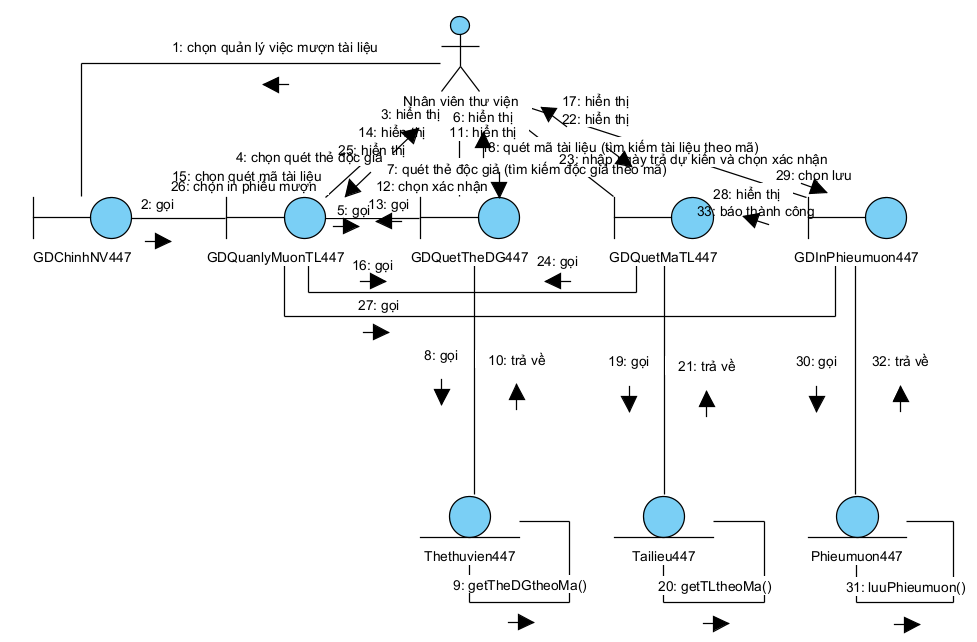 1: chọn quản lý việc mượn tài liệu
Nhân viên thư viện
3: hiển thị
6: hiển thị
17: hiển thị
22: hiển thị
14: hiển thị
11: hiển thị
25: hiển thị
18: quét mã tài liệu (tìm kiếm tài liệu theo mã)
4: chọn quét thẻ độc giả
23: nhập ngày trả dự kiến và chọn xác nhận
7: quét thẻ độc giả (tìm kiếm độc giả theo mã)
15: chọn quét mã tài liệu
29: chọn lưu
26: chọn in phiếu mượn
12: chọn xác nhận
28: hiển thị
2: gọi
5: gọi
13: gọi
33: báo thành công
GDChinhNV447
GDQuanlyMuonTL447
GDQuetTheDG447
GDQuetMaTL447
GDInPhieumuon447
16: gọi
24: gọi
27: gọi
8: gọi
10: trả về
19: gọi
21: trả về
30: gọi
32: trả về
Thethuvien447
Tailieu447
Phieumuon447
9: getTheDGtheoMa()
20: getTLtheoMa()
31: luuPhieumuon()